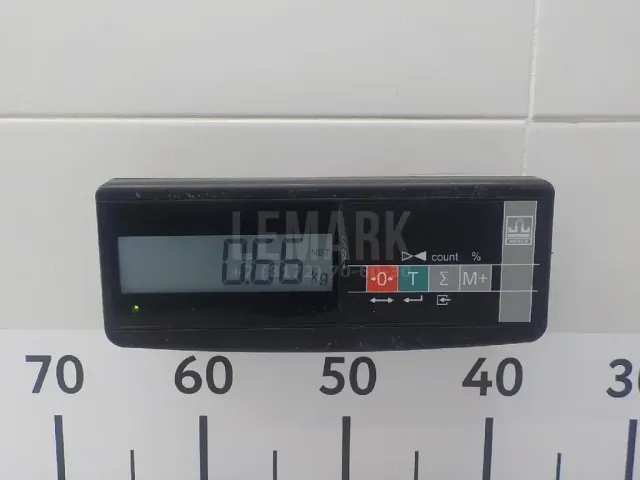 LEMARK
0.66 NET kg
count %
→0← T Σ M+
70 60 50 40 30